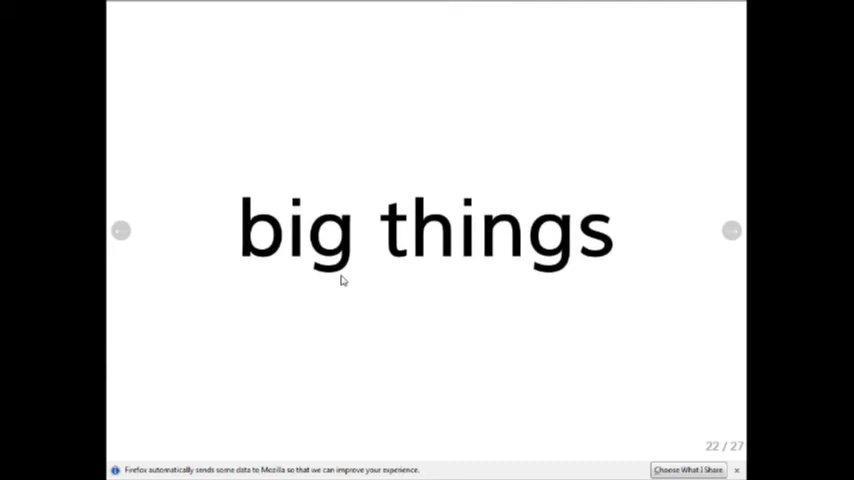 big things
22 / 27
Firefox automatically sends some data to Mozilla so that we can improve your experience.
Choose What I Share